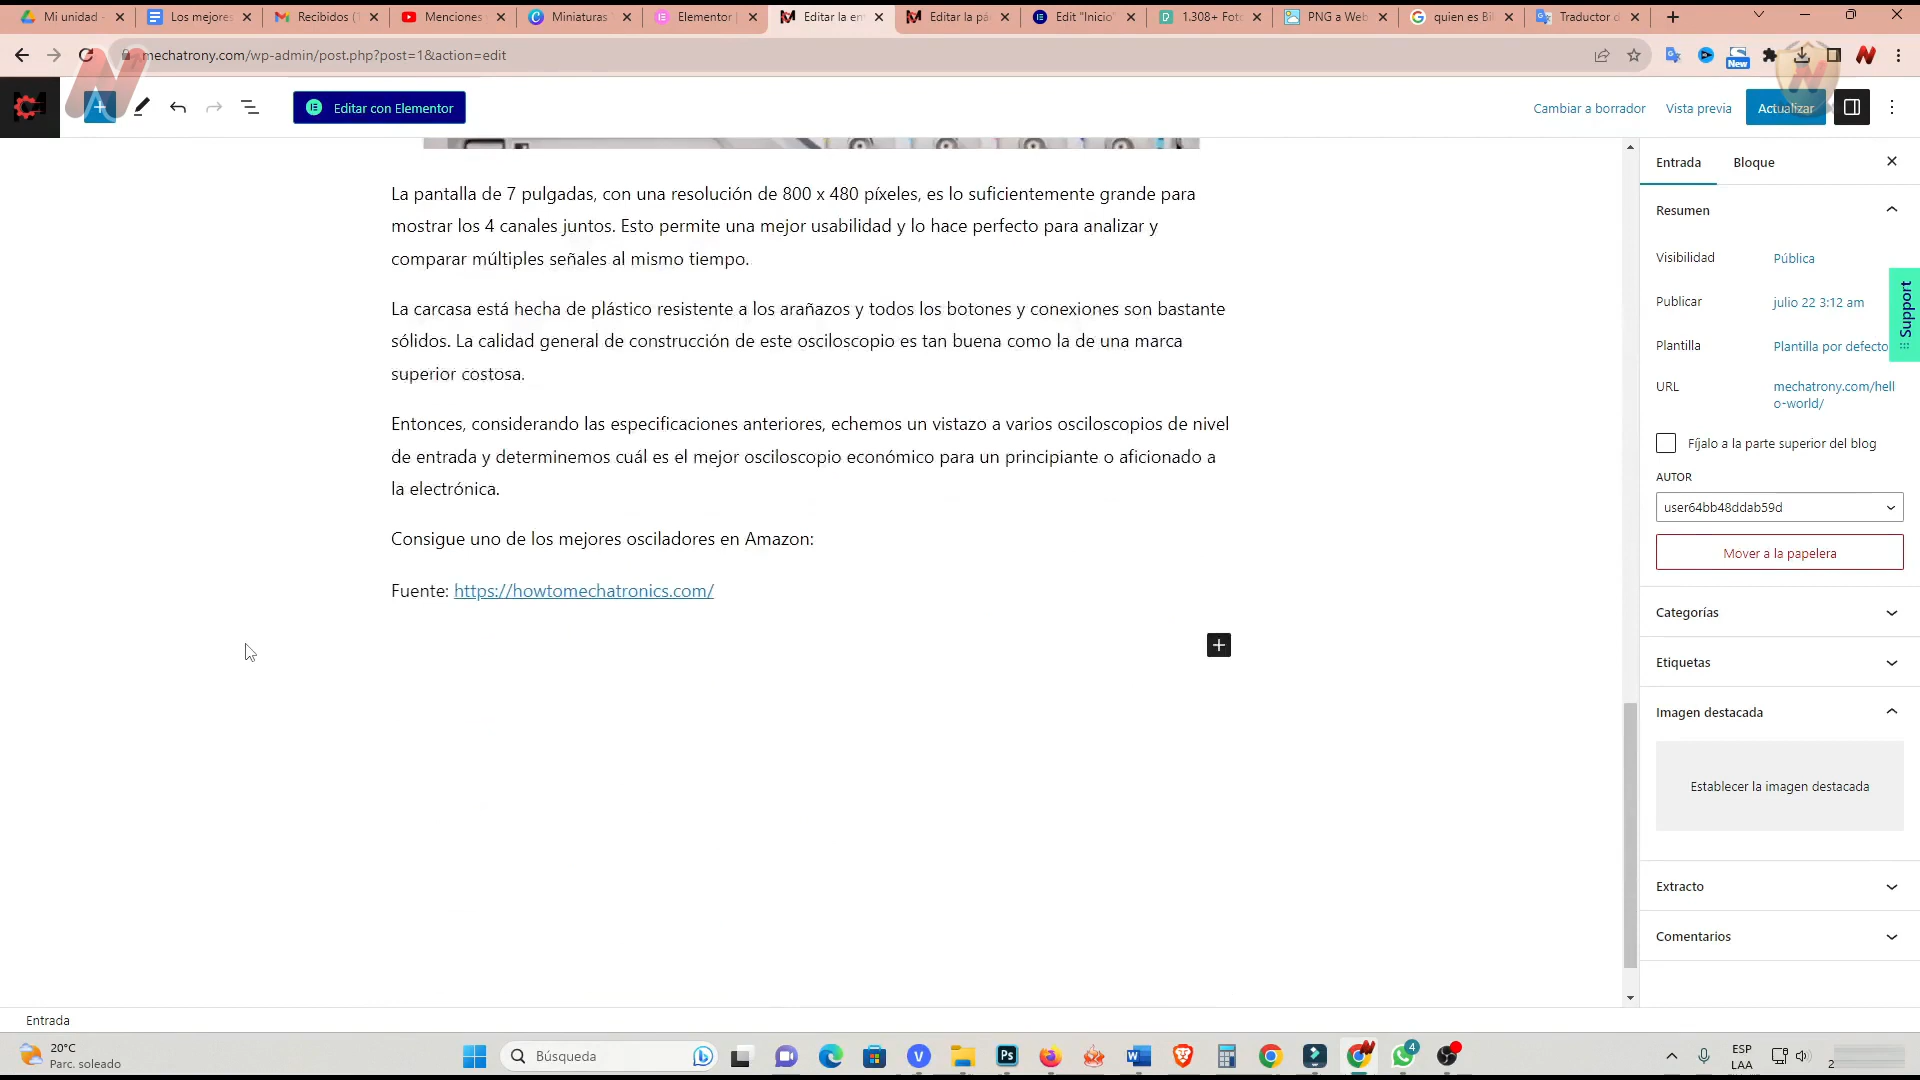 Mi unidad -
Los mejores
Recibidos (1
Menciones
Miniaturas
Elementor
Editar la en
Editar la pá
Edit "Inicio"
1.308+ Foto
PNG a Web
quien es Bi
Traductor d
mechatrony.com/wp-admin/post.php?post=1&action=edit
New
Editar con Elementor
Cambiar a borrador
Vista previa
Actualizar
La pantalla de 7 pulgadas, con una resolución de 800 x 480 píxeles, es lo suficientemente grande para
mostrar los 4 canales juntos. Esto permite una mejor usabilidad y lo hace perfecto para analizar y
comparar múltiples señales al mismo tiempo.
La carcasa está hecha de plástico resistente a los arañazos y todos los botones y conexiones son bastante
sólidos. La calidad general de construcción de este osciloscopio es tan buena como la de una marca
superior costosa.
Entonces, considerando las especificaciones anteriores, echemos un vistazo a varios osciloscopios de nivel
de entrada y determinemos cuál es el mejor osciloscopio económico para un principiante o aficionado a
la electrónica.
Consigue uno de los mejores osciladores en Amazon:
Fuente: https://howtomechatronics.com/
Entrada
Bloque
Resumen
Visibilidad
Pública
Publicar
julio 22 3:12 am
Plantilla
Plantilla por defecto
URL
mechatrony.com/hell
o-world/
Fíjalo a la parte superior del blog
AUTOR
user64bb48ddab59d
Mover a la papelera
Categorías
Etiquetas
Imagen destacada
Establecer la imagen destacada
Extracto
Comentarios
Support
Entrada
20°C
Parc. soleado
Búsqueda
Ps
4
ESP
LAA
2